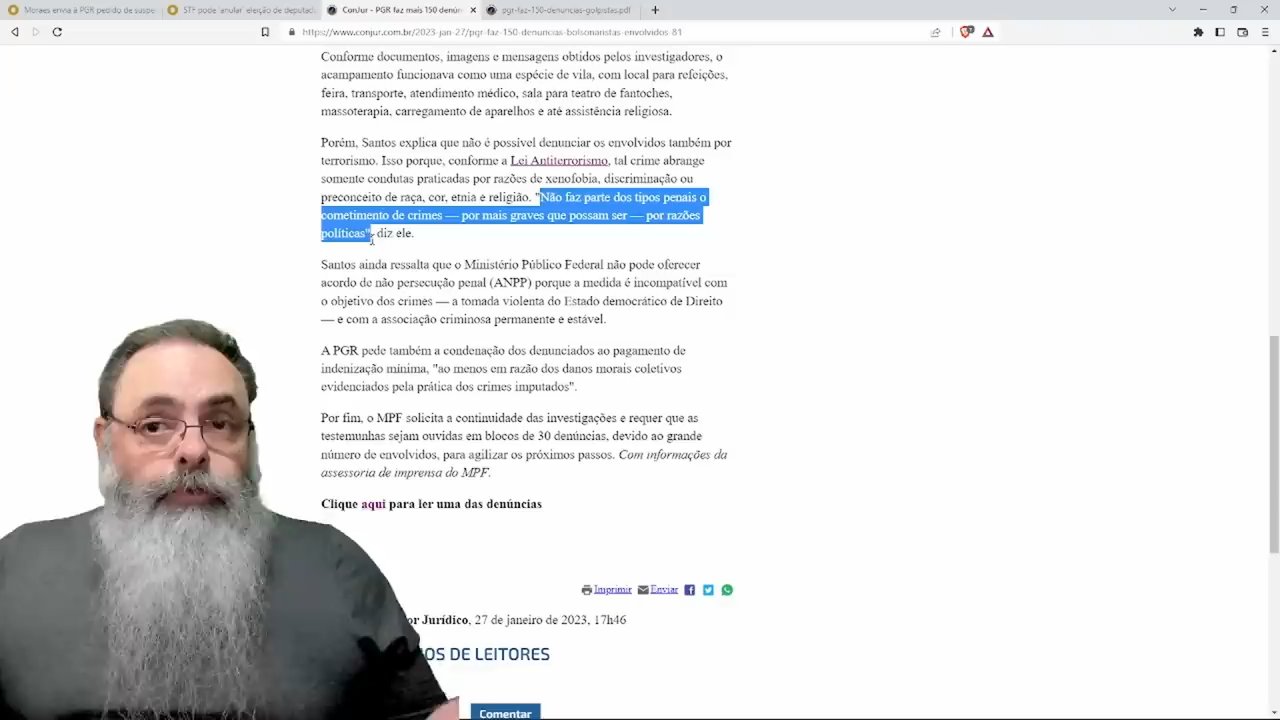 Moraes envia à PGR pedido de suspe
STF pode 'anular' eleição de deputad
ConJur - PGR faz mais 150 denún
pgr-faz-150-denuncias-golpistas.pdf
https://www.conjur.com.br/2023-jan-27/pgr-faz-150-denuncias-bolsonaristas-envolvidos-81
Conforme documentos, imagens e mensagens obtidos pelos investigadores, o
acampamento funcionava como uma espécie de vila, com local para refeições,
feira, transporte, atendimento médico, sala para teatro de fantoches,
massoterapia, carregamento de aparelhos e até assistência religiosa.
Porém, Santos explica que não é possível denunciar os envolvidos também por
terrorismo. Isso porque, conforme a Lei Antiterrorismo, tal crime abrange
somente condutas praticadas por razões de xenofobia, discriminação ou
preconceito de raça, cor, etnia e religião. "Não faz parte dos tipos penais o
cometimento de crimes — por mais graves que possam ser — por razões
políticas", diz ele.
Santos ainda ressalta que o Ministério Público Federal não pode oferecer
acordo de não persecução penal (ANPP) porque a medida é incompatível com
o objetivo dos crimes — a tomada violenta do Estado democrático de Direito
— e com a associação criminosa permanente e estável.
A PGR pede também a condenação dos denunciados ao pagamento de
indenização mínima, "ao menos em razão dos danos morais coletivos
evidenciados pela prática dos crimes imputados".
Por fim, o MPF solicita a continuidade das investigações e requer que as
testemunhas sejam ouvidas em blocos de 30 denúncias, devido ao grande
número de envolvidos, para agilizar os próximos passos. Com informações da
assessoria de imprensa do MPF.
Clique aqui para ler uma das denúncias
Imprimir Enviar
or Jurídico, 27 de janeiro de 2023, 17h46
OS DE LEITORES
Comentar